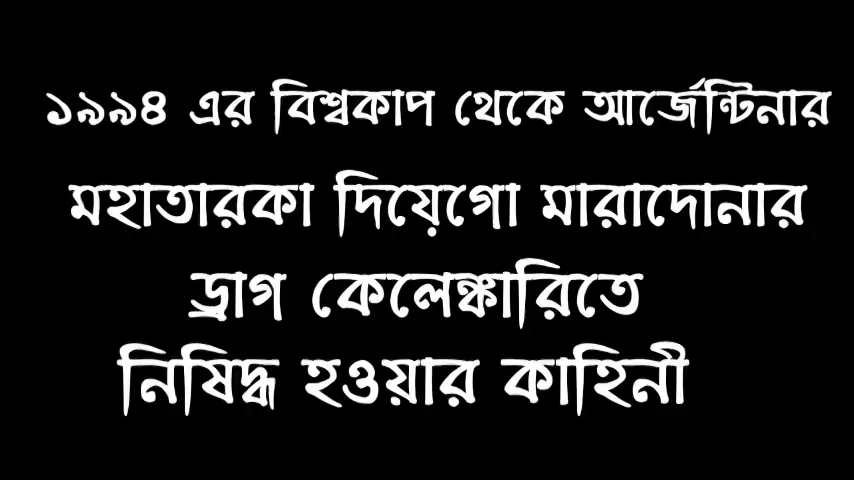 ১৯৯৪ এর বিশ্বকাপ থেকে আর্জেন্টিনার
মহাতারকা দিয়েগো মারাদোনার
ড্রাগ কেলেঙ্কারিতে
নিষিদ্ধ হওয়ার কাহিনী